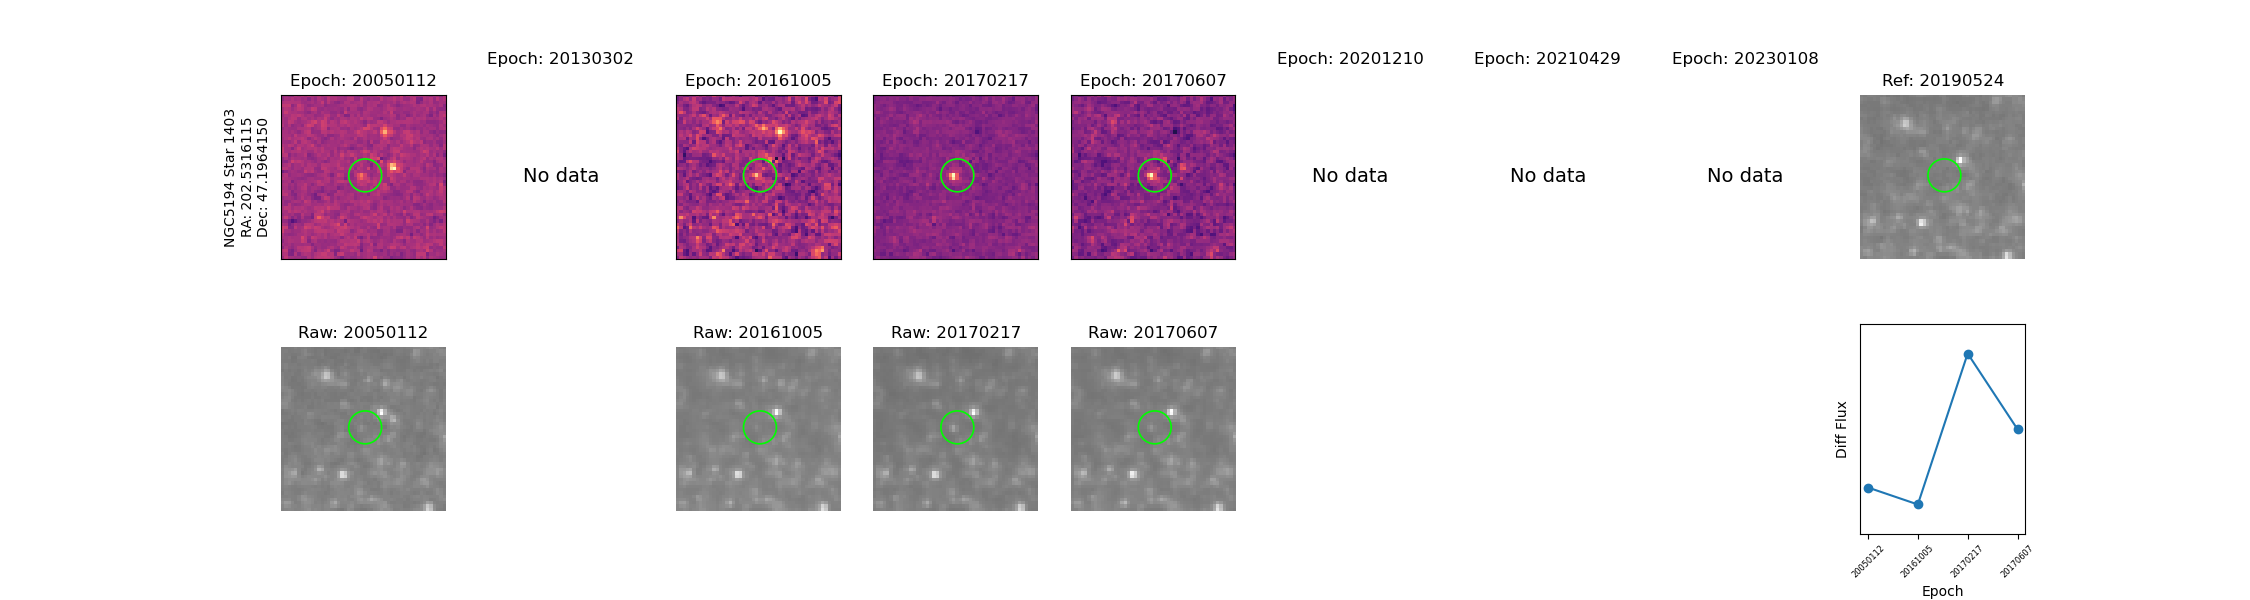 Epoch: 20130302
Epoch: 20201210
Epoch: 20210429
Epoch: 20230108
Epoch: 20050112
Epoch: 20161005
Epoch: 20170217
Epoch: 20170607
Ref: 20190524
NGC5194 Star 1403
RA: 202.5316115
Dec: 47.1964150
No data
No data
No data
No data
Raw: 20050112
Raw: 20161005
Raw: 20170217
Raw: 20170607
Diff Flux
20050112
20161005
20170217
20170607
Epoch